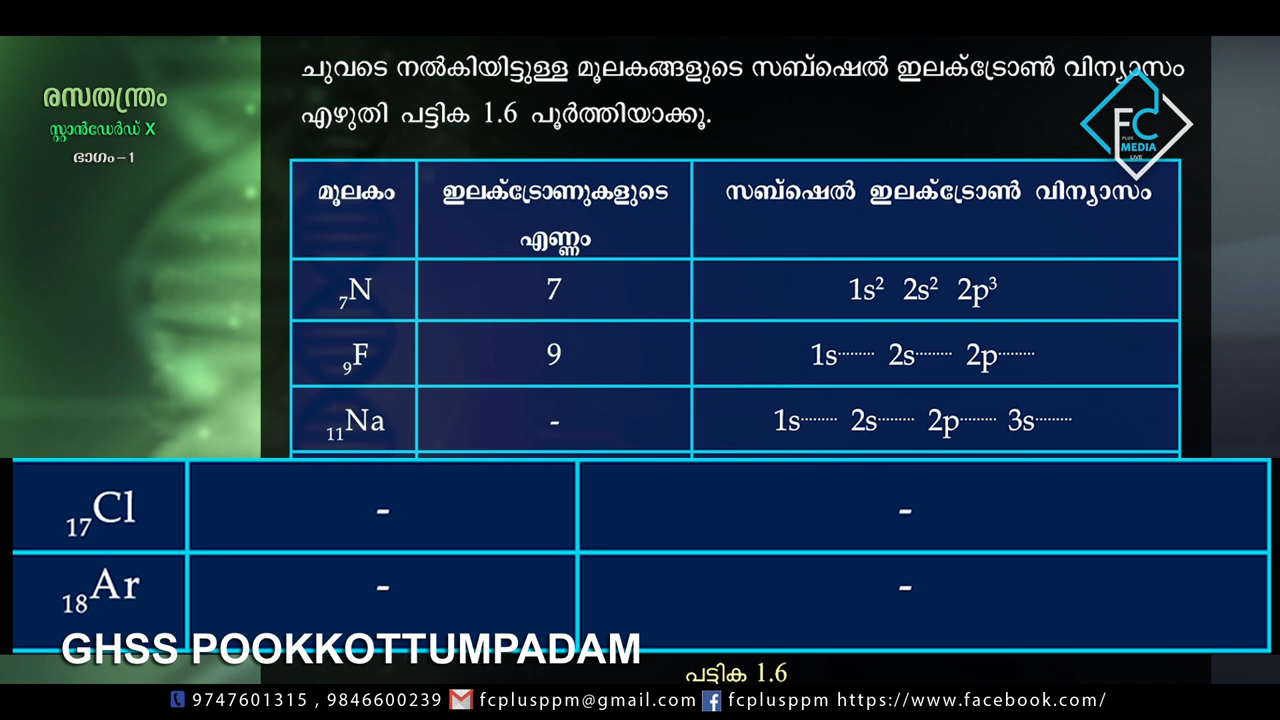 രസതന്ത്രം
സ്റ്റാൻഡേർഡ് X
ഭാഗം-1
ചുവടെ നൽകിയിട്ടുള്ള മൂലകങ്ങളുടെ സബ്ഷെൽ ഇലക്ട്രോൺ വിന്യാസം
എഴുതി പട്ടിക 1.6 പൂർത്തിയാക്കൂ.
FC
PLUS
MEDIA
LIVE
മൂലകം ഇലക്ട്രോണുകളുടെ എണ്ണം സബ്ഷെൽ ഇലക്ട്രോൺ വിന്യാസം
₇N 7 1s² 2s² 2p³
₉F 9 1s......... 2s......... 2p.........
₁₁Na - 1s......... 2s......... 2p......... 3s.........
₁₇Cl - -
₁₈Ar - -
GHSS POOKKOTTUMPADAM
പട്ടിക 1.6
9747601315 , 9846600239 fcplusppm@gmail.com fcplusppm https://www.facebook.com/